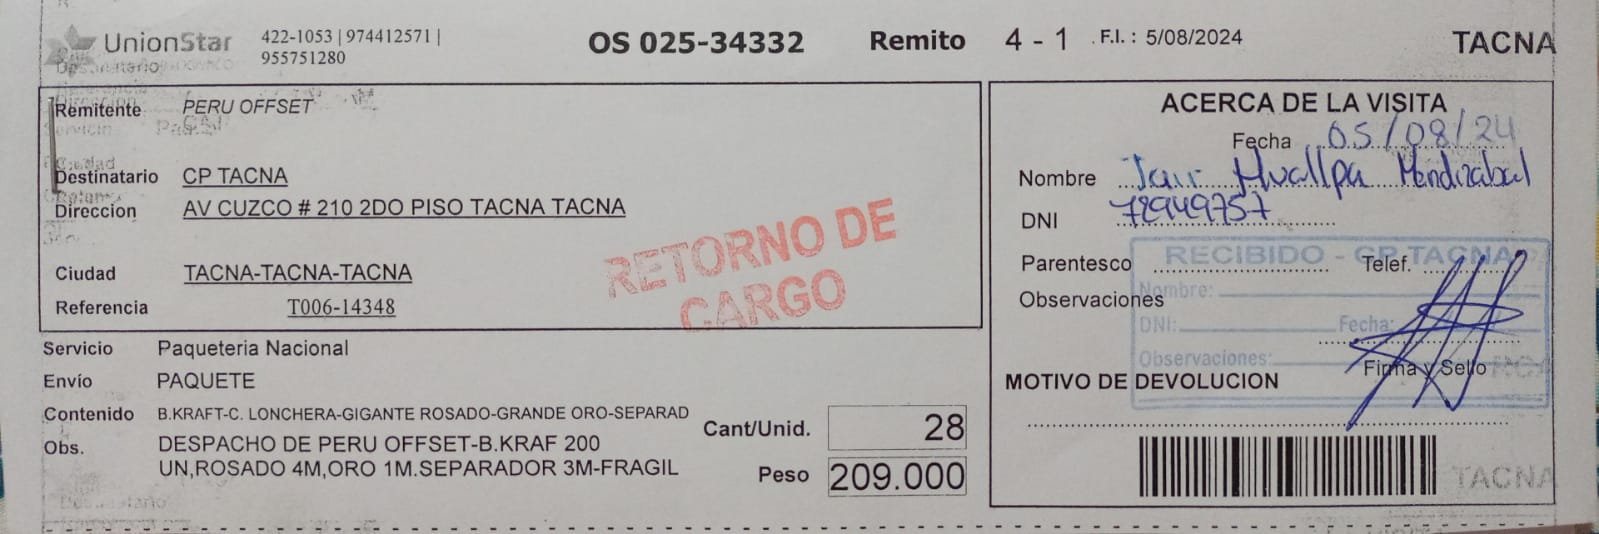 UnionStar 422-1053 | 974412571 |
955751280
OS 025-34332 Remito 4 - 1 F.I. : 5/08/2024 TACNA
Remitente PERU OFFSET
Destinatario CP TACNA
Direccion AV CUZCO # 210 2DO PISO TACNA TACNA
Ciudad TACNA-TACNA-TACNA
Referencia T006-14348
RETORNO DE
CARGO
Servicio Paqueteria Nacional
Envío PAQUETE
Contenido B.KRAFT-C. LONCHERA-GIGANTE ROSADO-GRANDE ORO-SEPARAD
Obs. DESPACHO DE PERU OFFSET-B.KRAF 200
UN,ROSADO 4M,ORO 1M.SEPARADOR 3M-FRAGIL
Cant/Unid. 28
Peso 209.000
ACERCA DE LA VISITA
Fecha 05/08/24
Nombre Jair Huallpa Mendizabal
DNI 72949757
Parentesco Telef.
Observaciones
RECIBIDO - CP TACNA
Nombre:
DNI: Fecha:
Observaciones:
Firma y Sello
MOTIVO DE DEVOLUCION
TACNA